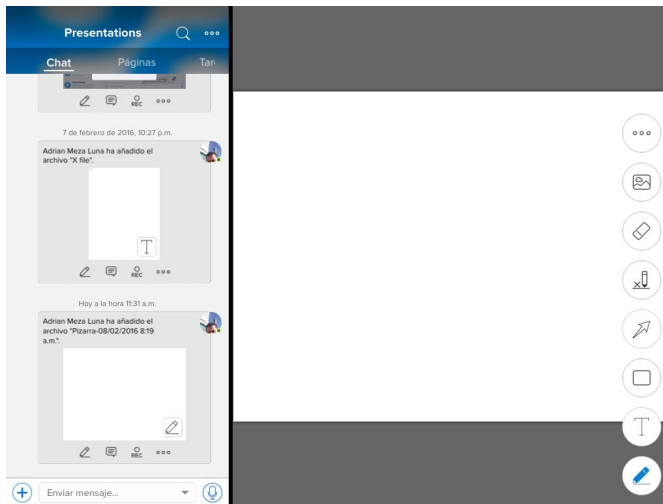 Presentations
Chat Páginas Tar
REC
7 de febrero de 2016, 10:27 p.m.
Adrian Meza Luna ha añadido el
archivo "X file".
T
REC
Hoy a la hora 11:31 a.m.
Adrian Meza Luna ha añadido el
archivo "Pizarra-08/02/2016 8:19
a.m.".
REC
Enviar mensaje...
T